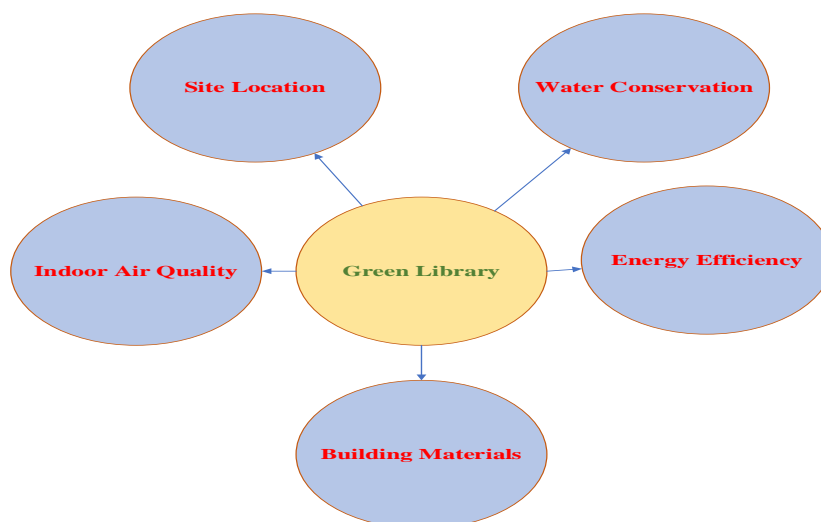 Site Location
Water Conservation
Indoor Air Quality
Green Library
Energy Efficiency
Building Materials